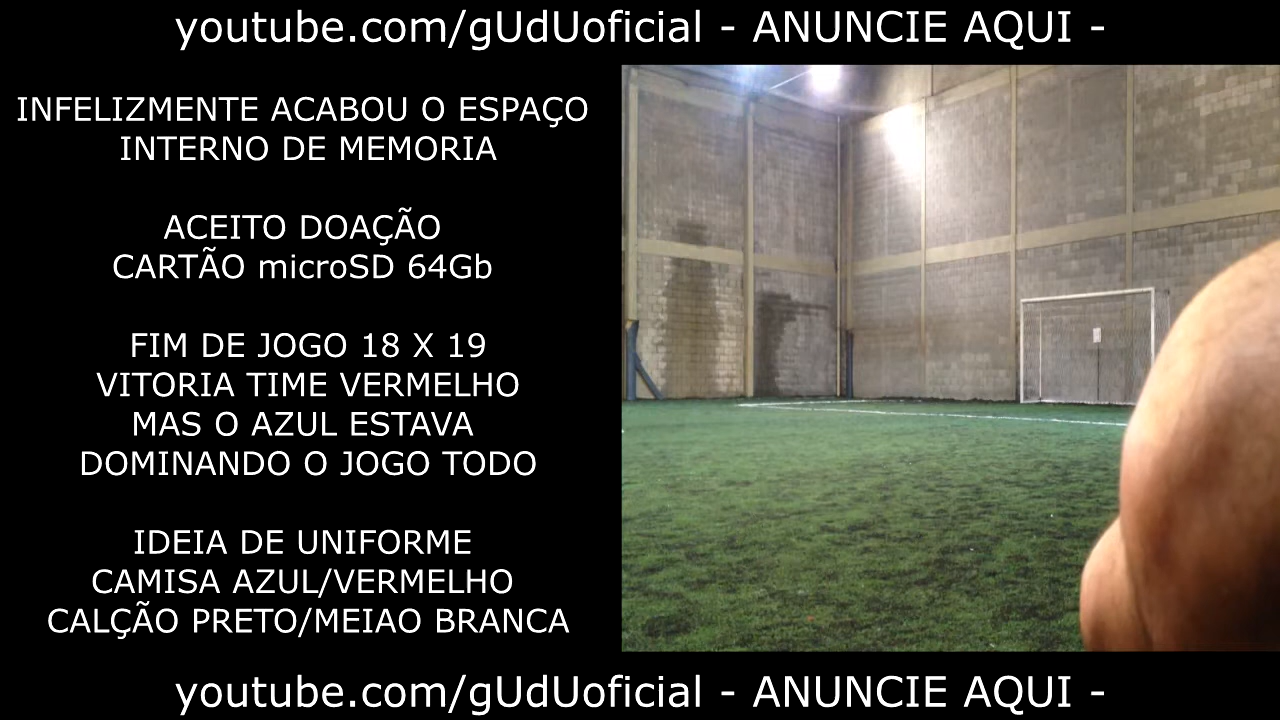 youtube.com/gUdUoficial - ANUNCIE AQUI -
INFELIZMENTE ACABOU O ESPAÇO
INTERNO DE MEMORIA
ACEITO DOAÇÃO
CARTÃO microSD 64Gb
FIM DE JOGO 18 X 19
VITORIA TIME VERMELHO
MAS O AZUL ESTAVA
DOMINANDO O JOGO TODO
IDEIA DE UNIFORME
CAMISA AZUL/VERMELHO
CALÇÃO PRETO/MEIAO BRANCA
youtube.com/gUdUoficial - ANUNCIE AQUI -